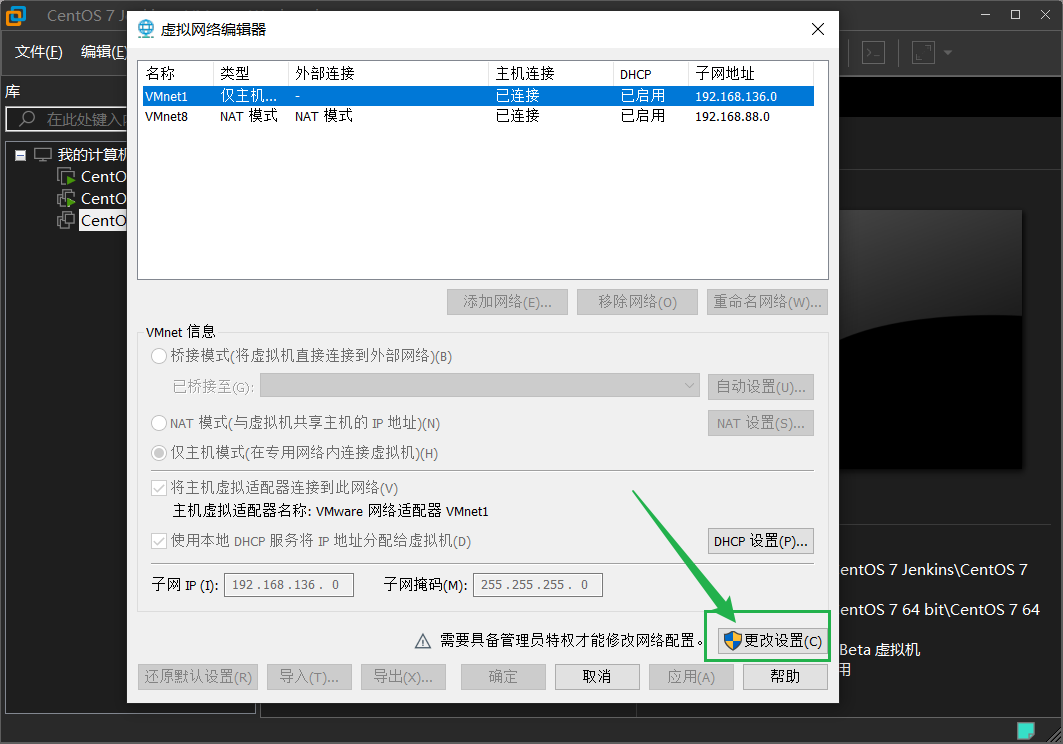 CentOS 7 J
虚拟网络编辑器
文件(F) 编辑(E)
库
在此处键入
我的计算机
CentO
CentO
CentO
名称 类型 外部连接 主机连接 DHCP 子网地址
VMnet1 仅主机... - 已连接 已启用 192.168.136.0
VMnet8 NAT 模式 NAT 模式 已连接 已启用 192.168.88.0
添加网络(E)... 移除网络(O) 重命名网络(W)...
VMnet 信息
桥接模式(将虚拟机直接连接到外部网络)(B)
已桥接至(G): 自动设置(U)...
NAT 模式(与虚拟机共享主机的 IP 地址)(N) NAT 设置(S)...
仅主机模式(在专用网络内连接虚拟机)(H)
将主机虚拟适配器连接到此网络(V)
主机虚拟适配器名称: VMware 网络适配器 VMnet1
使用本地 DHCP 服务将 IP 地址分配给虚拟机(D) DHCP 设置(P)...
子网 IP (I): 192 . 168 . 136 . 0 子网掩码(M): 255 . 255 . 255 . 0
需要具备管理员特权才能修改网络配置。 更改设置(C)
还原默认设置(R) 导入(T)... 导出(X)... 确定 取消 应用(A) 帮助
entOS 7 Jenkins\CentOS 7
entOS 7 64 bit\CentOS 7 64
Beta 虚拟机
用